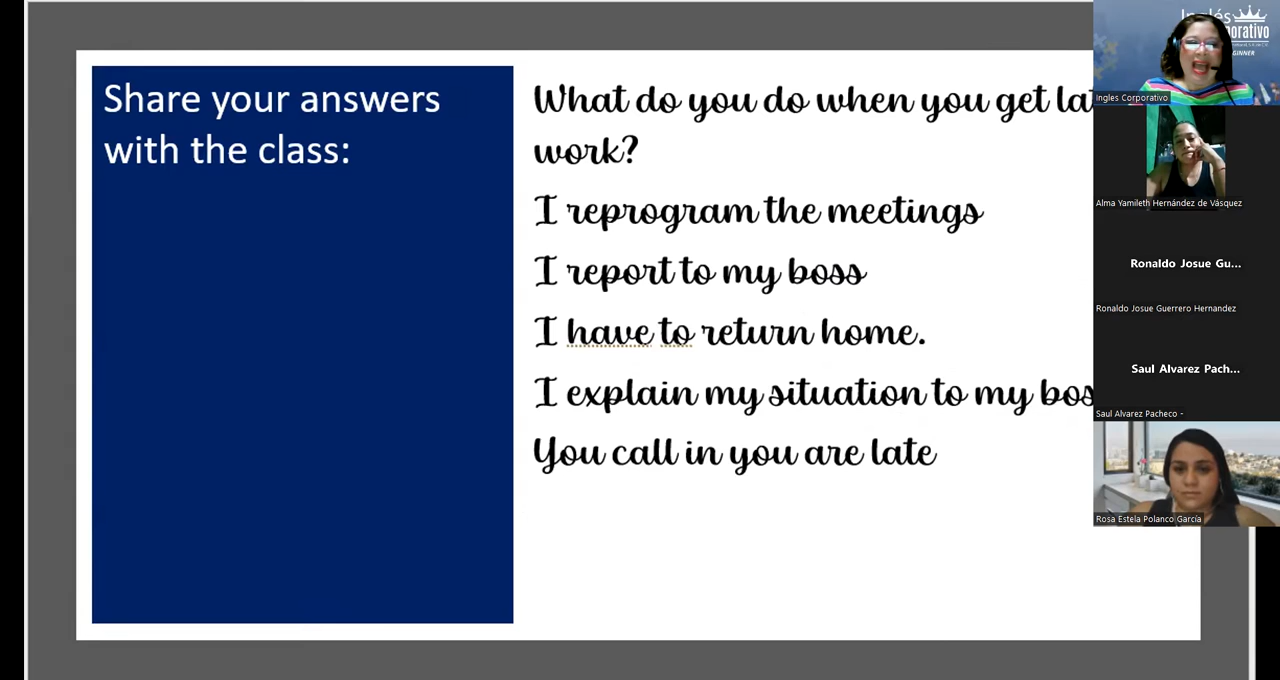 Share your answers
with the class:
What do you do when you get
work?
I reprogram the meetings
I report to my boss
I have to return home.
I explain my situation to my
You call in you are late
Inglés
Ingles Corporativo
Alma Yamileth Hernández de Vásquez
Ronaldo Josue Gu...
Ronaldo Josue Guerrero Hernandez
Saul Alvarez Pach...
Saul Alvarez Pacheco -
Rosa Estela Polanco García